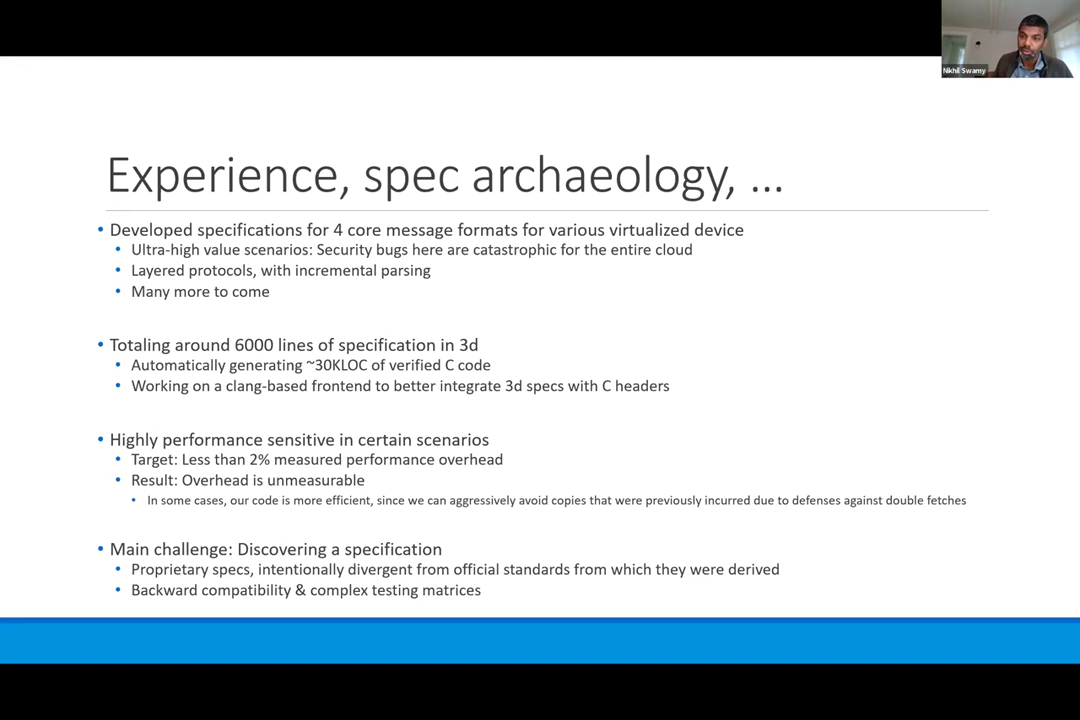 Nikhil Swamy
Experience, spec archaeology, ...
• Developed specifications for 4 core message formats for various virtualized device
• Ultra-high value scenarios: Security bugs here are catastrophic for the entire cloud
• Layered protocols, with incremental parsing
• Many more to come
• Totaling around 6000 lines of specification in 3d
• Automatically generating ~30KLOC of verified C code
• Working on a clang-based frontend to better integrate 3d specs with C headers
• Highly performance sensitive in certain scenarios
• Target: Less than 2% measured performance overhead
• Result: Overhead is unmeasurable
• In some cases, our code is more efficient, since we can aggressively avoid copies that were previously incurred due to defenses against double fetches
• Main challenge: Discovering a specification
• Proprietary specs, intentionally divergent from official standards from which they were derived
• Backward compatibility & complex testing matrices